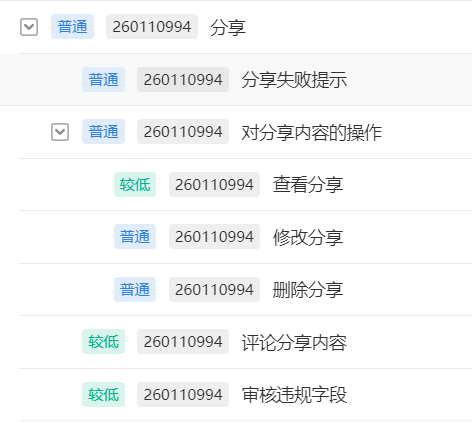 普通 260110994 分享
普通 260110994 分享失败提示
普通 260110994 对分享内容的操作
较低 260110994 查看分享
普通 260110994 修改分享
普通 260110994 删除分享
较低 260110994 评论分享内容
较低 260110994 审核违规字段